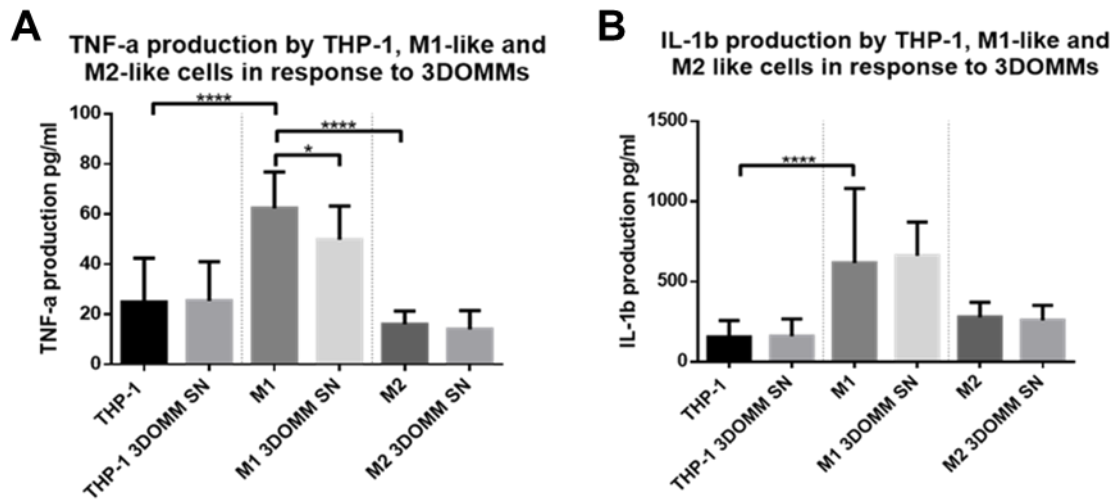 A
TNF-a production by THP-1, M1-like and
M2-like cells in response to 3DOMMs
TNF-a production pg/ml
100
80
60
40
20
0
****
****
*
THP-1
THP-1 3DOMM SN
M1
M1 3DOMM SN
M2
M2 3DOMM SN
B
IL-1b production by THP-1, M1-like and
M2 like cells in response to 3DOMMs
IL-1b production pg/ml
1500
1000
500
0
****
THP-1
THP-1 3DOMM SN
M1
M1 3DOMM SN
M2
M2 3DOMM SN